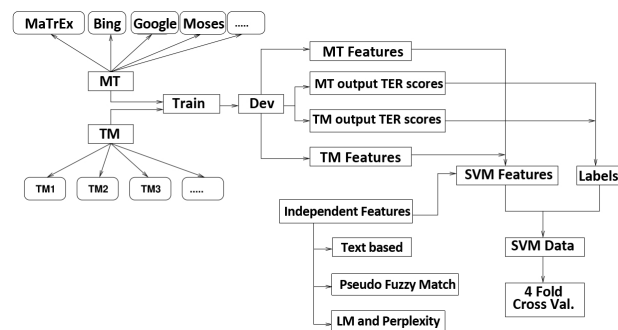 MaTrEx Bing Google Moses .....
MT
MT Features
Train
Dev
MT output TER scores
TM output TER scores
TM
TM Features
TM1 TM2 TM3 .....
SVM Features
Labels
Independent Features
Text based
SVM Data
Pseudo Fuzzy Match
4 Fold
Cross Val.
LM and Perplexity